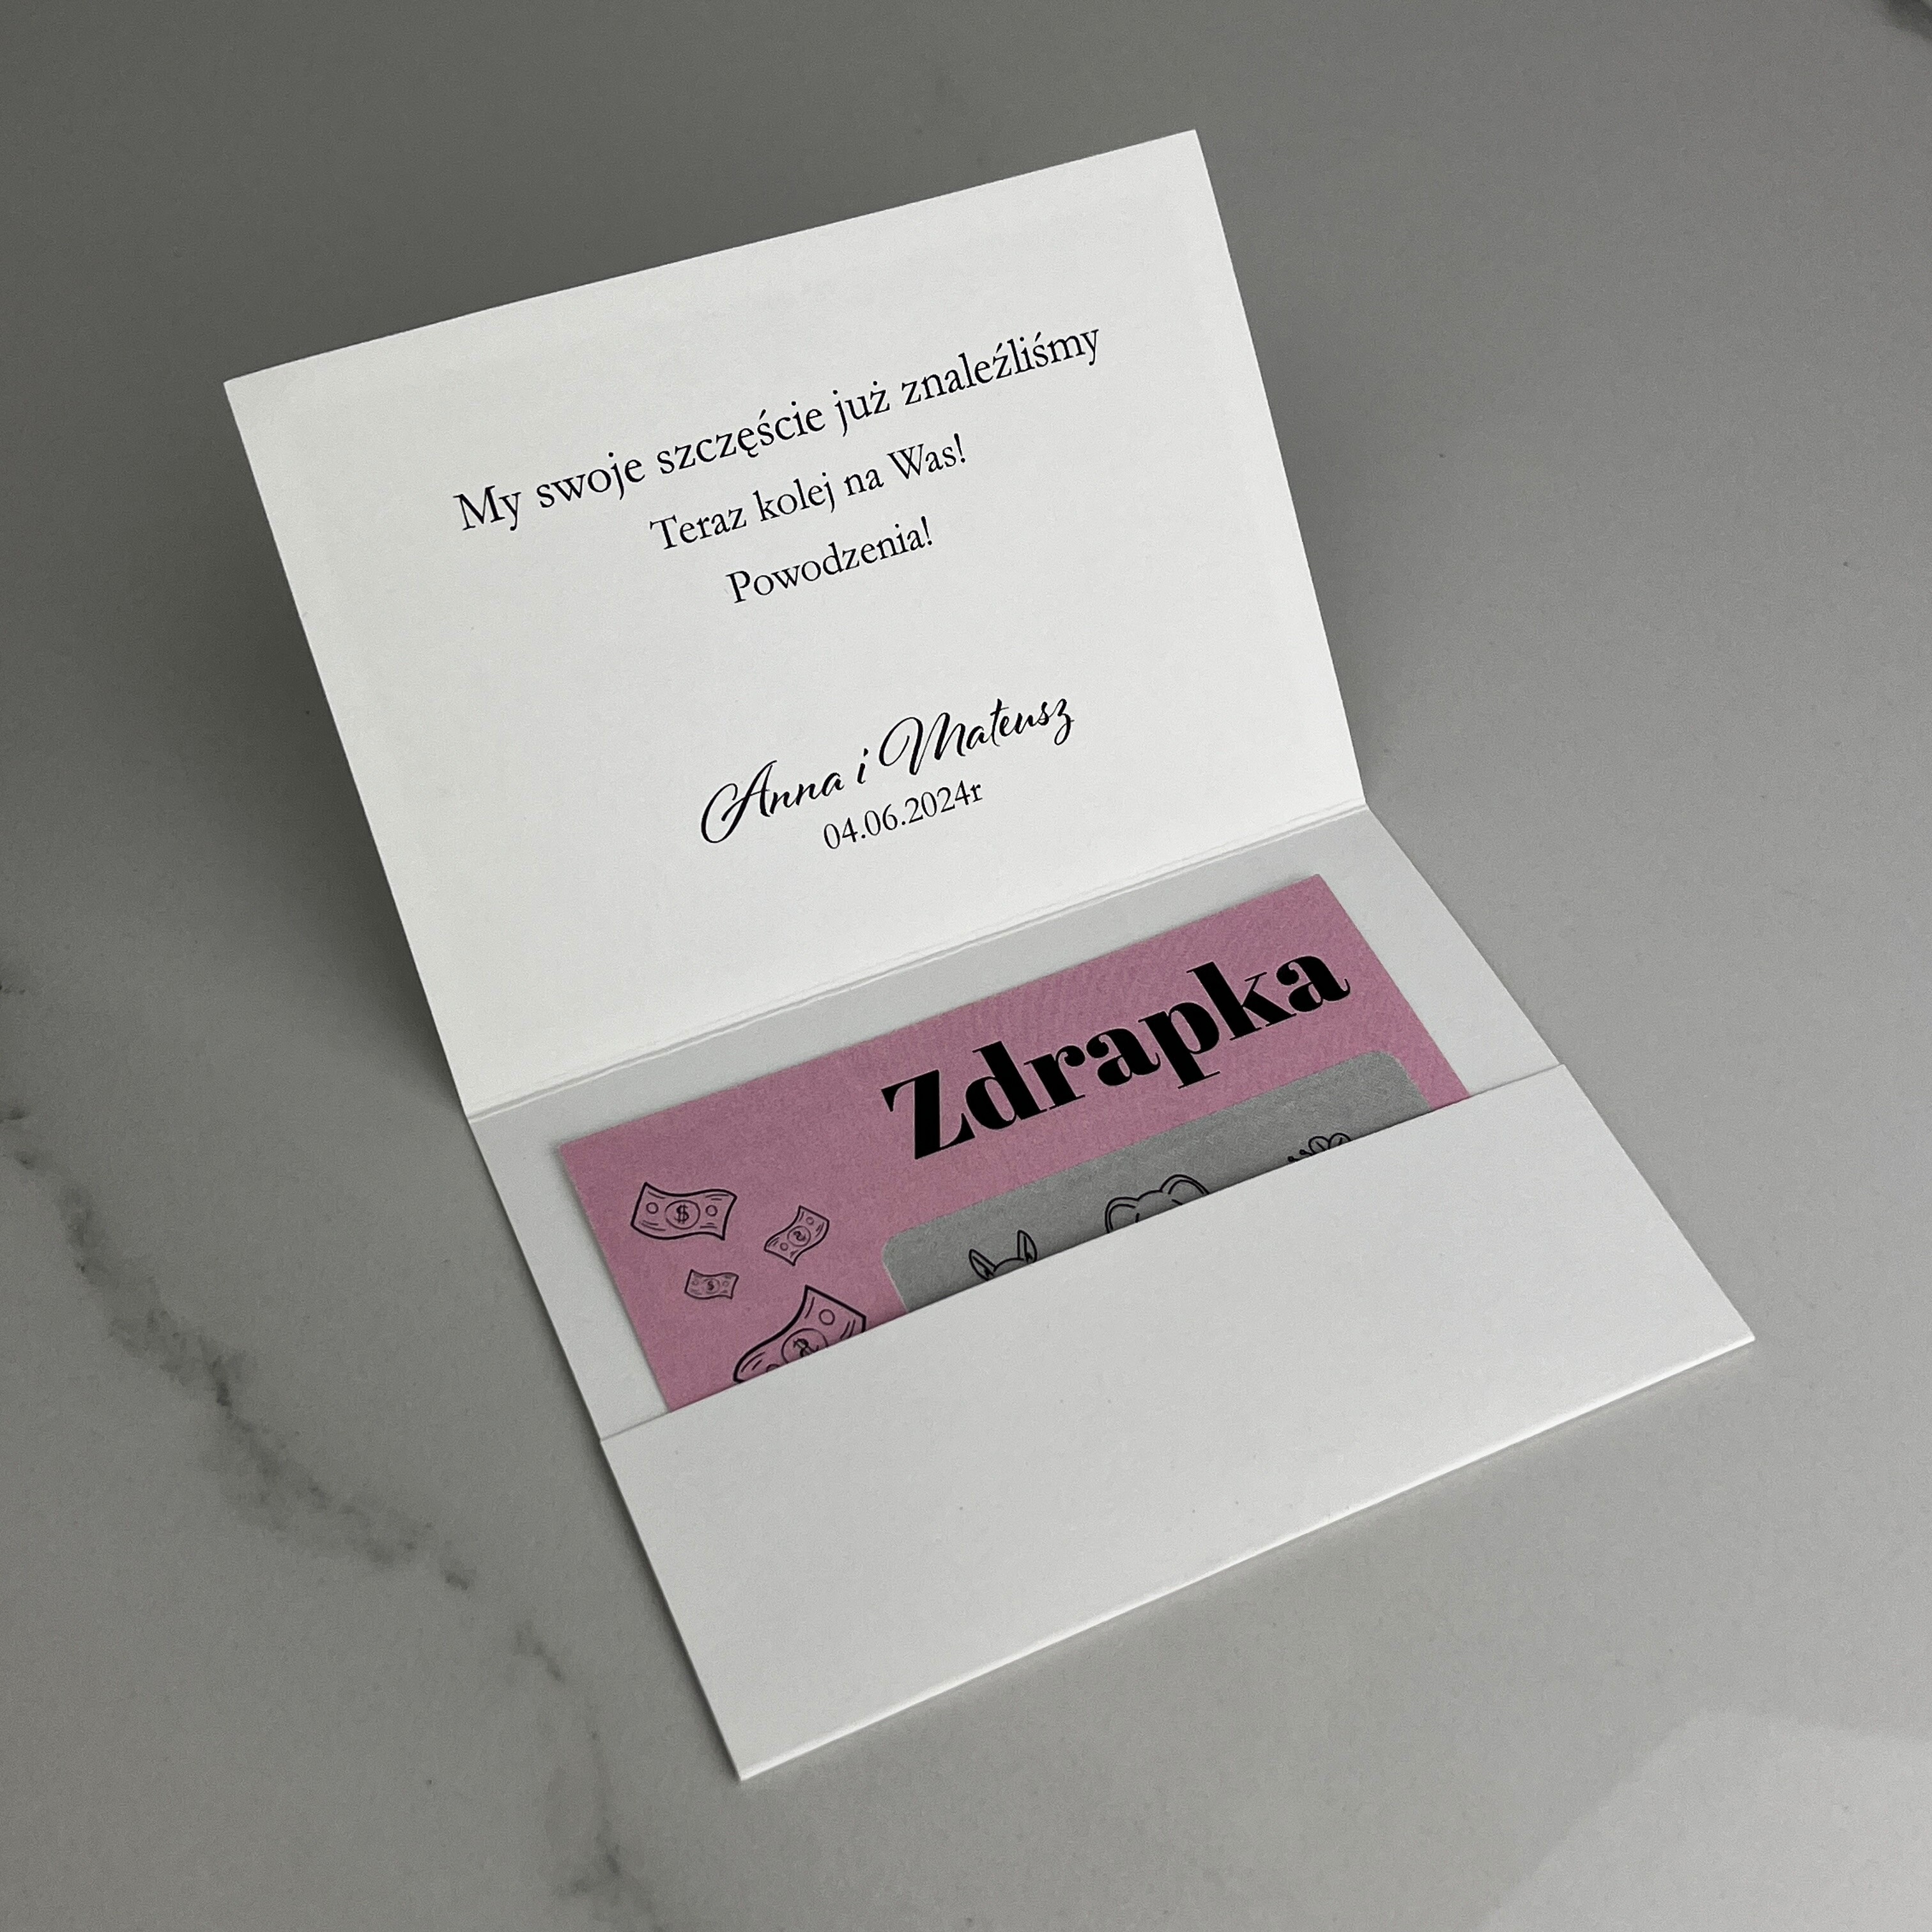 My swoje szczęście już znaleźliśmy
Teraz kolej na Was!
Powodzenia!
Anna i Mateusz
04.06.2024r
Zdrapka